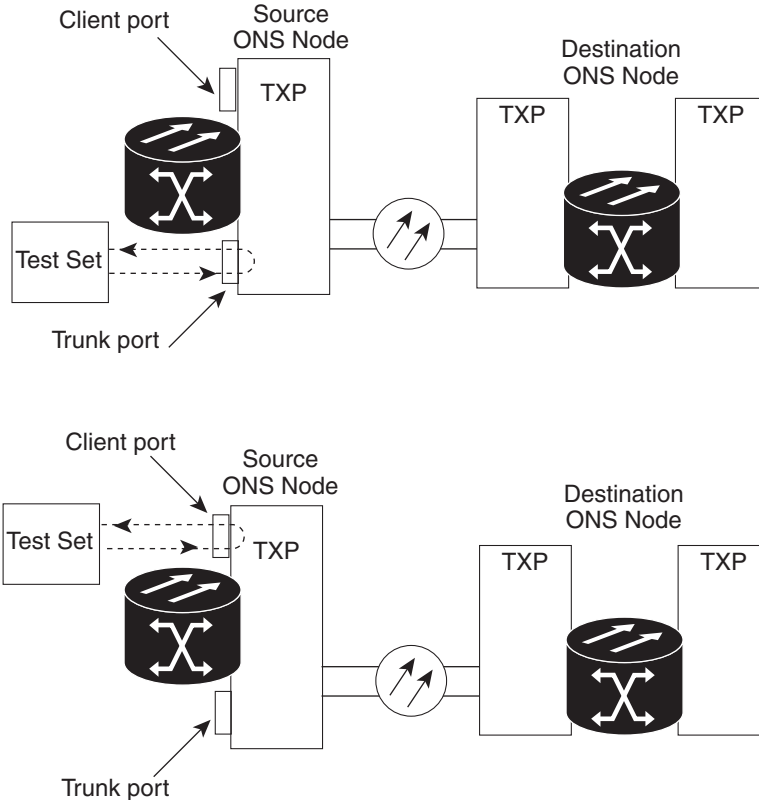 Client port
Source
ONS Node
TXP
Destination
ONS Node
TXP
TXP
Test Set
Trunk port
Client port
Source
ONS Node
Test Set
TXP
Destination
ONS Node
TXP
TXP
Trunk port